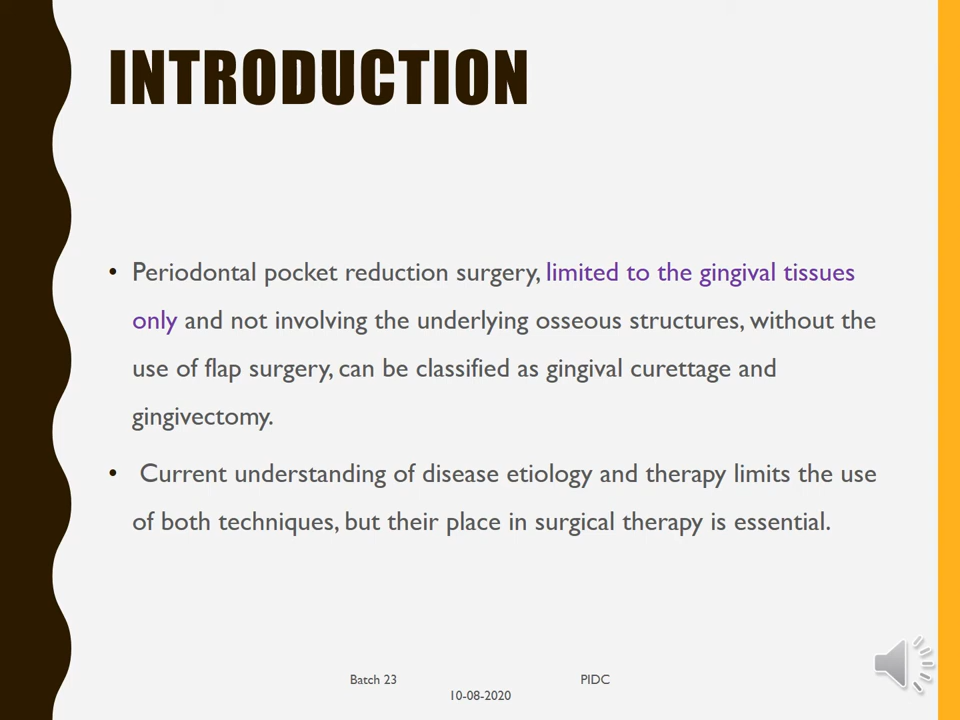 INTRODUCTION
• Periodontal pocket reduction surgery, limited to the gingival tissues
only and not involving the underlying osseous structures, without the
use of flap surgery, can be classified as gingival curettage and
gingivectomy.
• Current understanding of disease etiology and therapy limits the use
of both techniques, but their place in surgical therapy is essential.
Batch 23 PIDC
10-08-2020